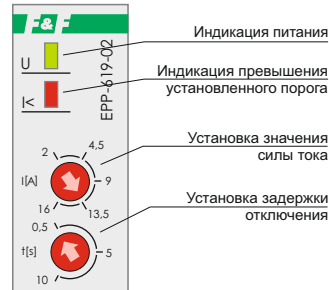 F&F
U
I<
EPP-619-02
Индикация питания
Индикация превышения
установленного порога
Установка значения
силы тока
Установка задержки
отключения
I[A]
2
4,5
9
13,5
16
t[s]
0,5
5
10